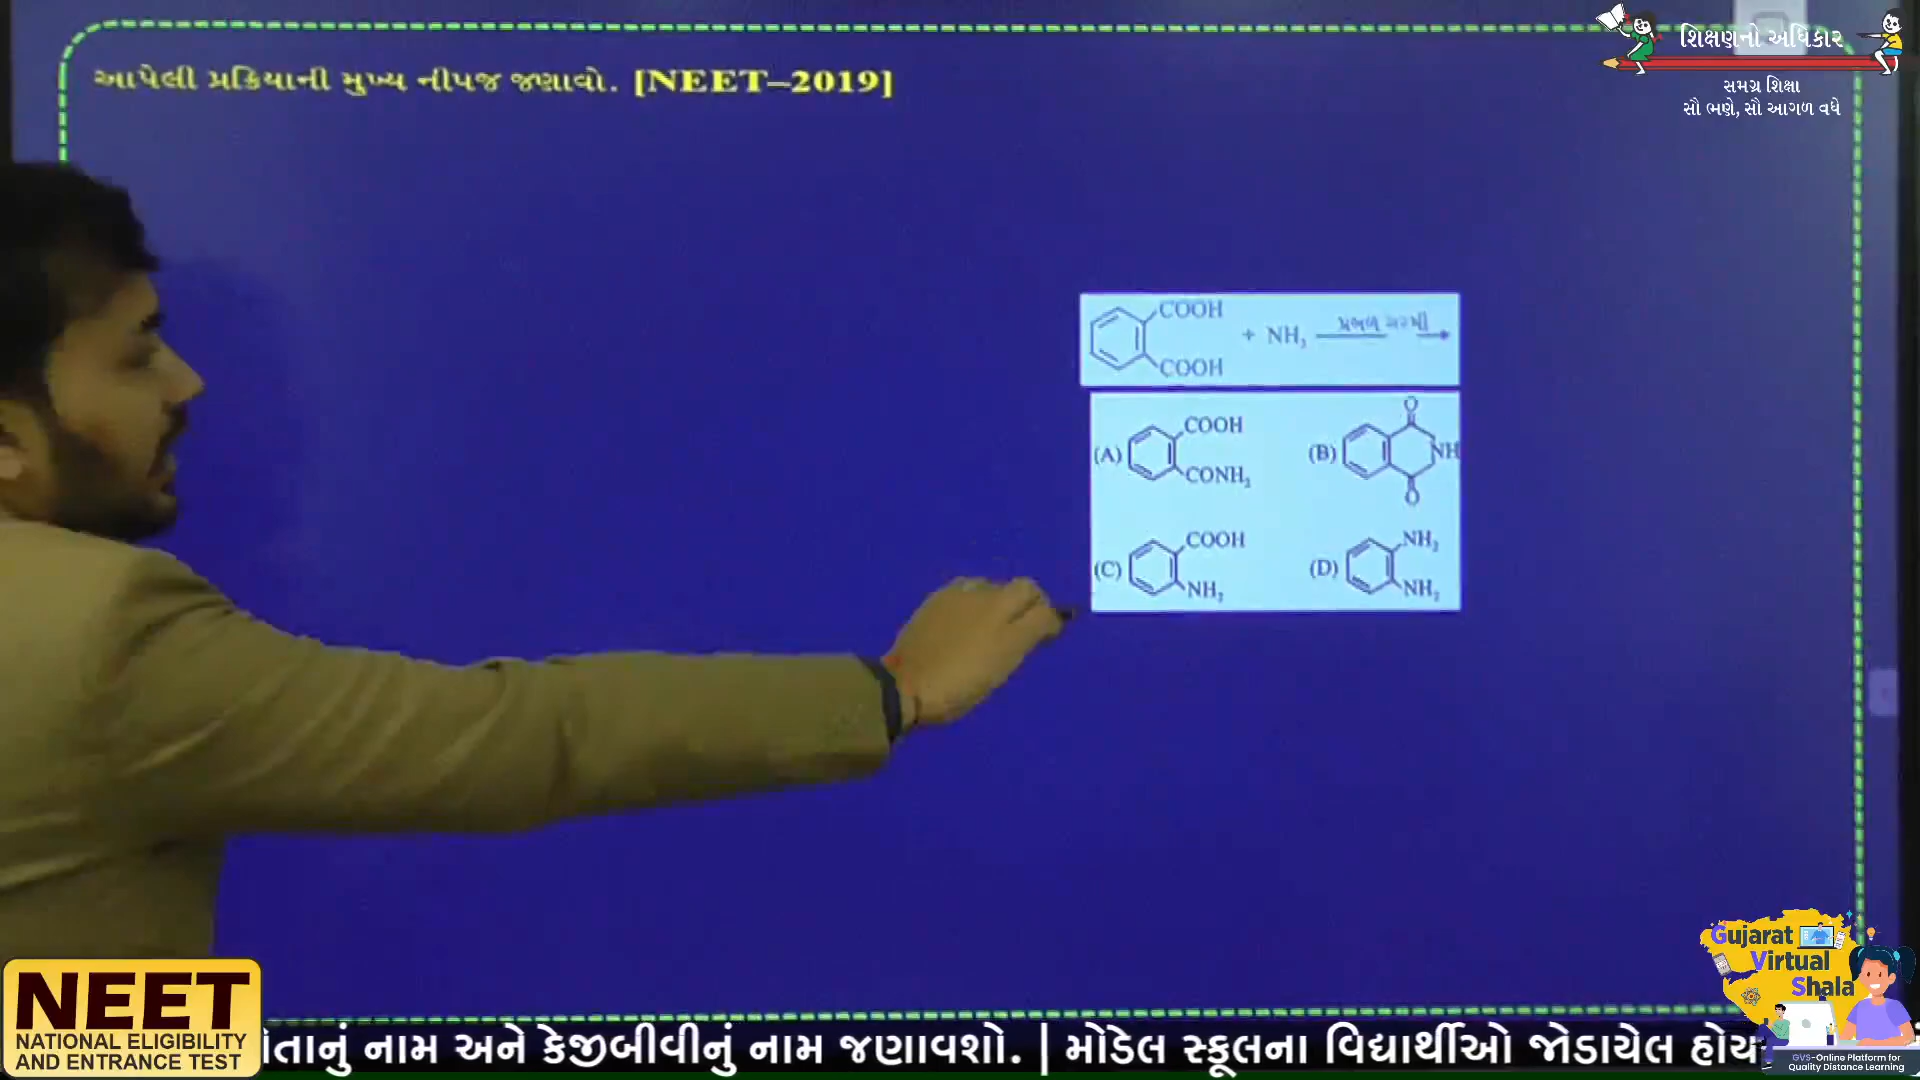 આપેલી પ્રક્રિયાની મુખ્ય નીપજ જણાવો. [NEET–2019]
શિક્ષણનો અધિકાર
સમગ્ર શિક્ષા
સૌ ભણે, સૌ આગળ વધે
COOH
COOH
+ NH₃
પ્રબળ ગરમી
(A)
COOH
CONH₂
(B)
O
NH
O
(C)
COOH
NH₂
(D)
NH₂
NH₂
NEET
NATIONAL ELIGIBILITY
AND ENTRANCE TEST
નામ અને કેજીબીવીનું નામ જણાવશો. | મોડેલ સ્કૂલના વિદ્યાર્થીઓ જોડાયેલ
Gujarat
Virtual
Shala
GVS-Online Platform for
Quality Distance Learning